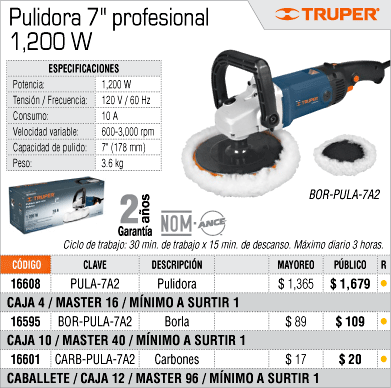 Pulidora 7" profesional
1,200 W
TRUPER®
ESPECIFICACIONES
Potencia: 1,200 W
Tensión / Frecuencia: 120 V / 60 Hz
Consumo: 10 A
Velocidad variable: 600-3,000 rpm
Capacidad de pulido: 7" (178 mm)
Peso: 3.6 kg
TRUPER
BOR-PULA-7A2
TRUPER
2 años
Garantía
NOM-ANCE
Ciclo de trabajo: 30 min. de trabajo x 15 min. de descanso. Máximo diario 3 horas.
CÓDIGO CLAVE DESCRIPCIÓN MAYOREO PÚBLICO R
16608 PULA-7A2 Pulidora $ 1,365 $ 1,679
CAJA 4 / MASTER 16 / MÍNIMO A SURTIR 1
16595 BOR-PULA-7A2 Borla $ 89 $ 109
CAJA 10 / MASTER 40 / MÍNIMO A SURTIR 1
16601 CARB-PULA-7A2 Carbones $ 17 $ 20
CABALLETE / CAJA 12 / MASTER 96 / MÍNIMO A SURTIR 1